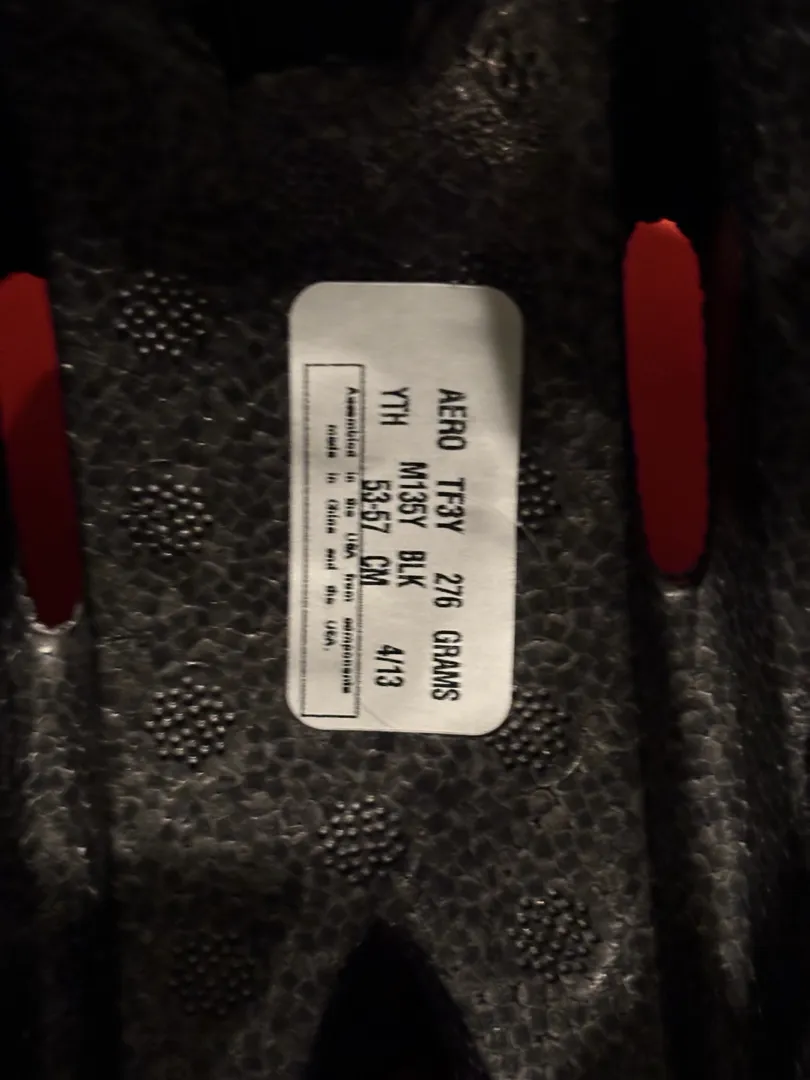 AERO TF3Y 276 GRAMS
M135Y BLK
YTH 53-57 CM 4/13
Assembled in the USA from components
made in China and the USA.